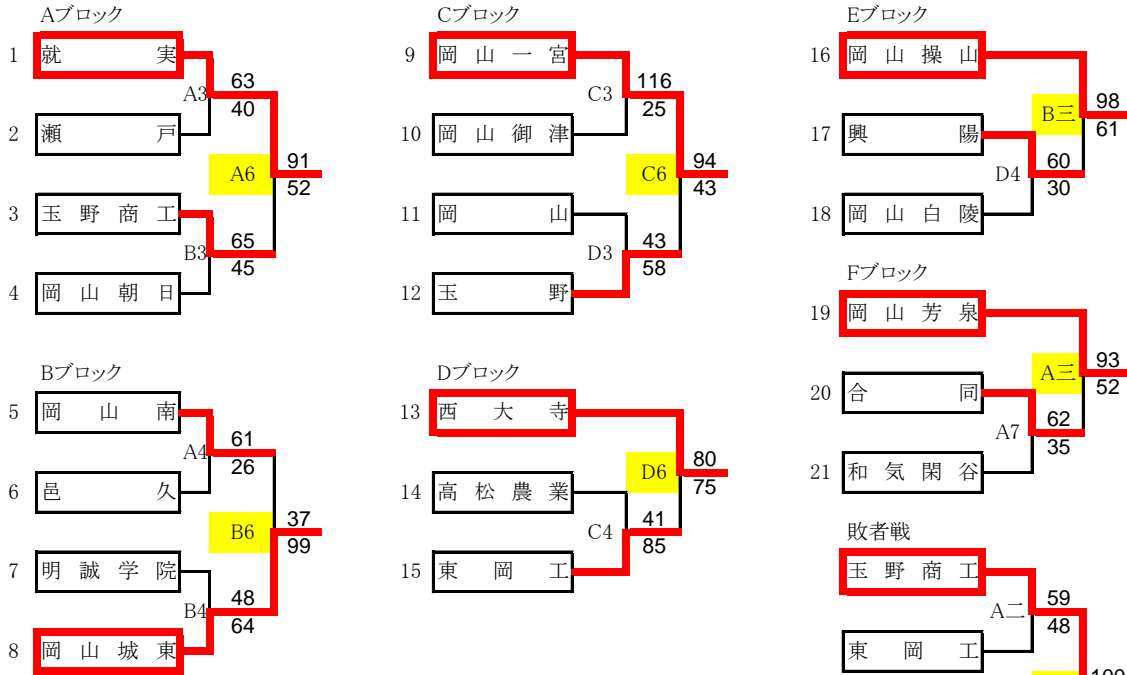 Aブロック
1 就実
63
A3
40
2 瀬戸
91
A6
52
3 玉野商工
65
B3
45
4 岡山朝日
Bブロック
5 岡山南
61
A4
26
6 邑久
37
B6
99
7 明誠学院
48
B4
64
8 岡山城東
Cブロック
9 岡山一宮
116
C3
25
10 岡山御津
94
C6
43
11 岡山
43
D3
58
12 玉野
Dブロック
13 西大寺
80
D6
75
14 高松農業
41
C4
85
15 東岡工
Eブロック
16 岡山操山
98
B三
61
17 興陽
60
D4
30
18 岡山白陵
Fブロック
19 岡山芳泉
93
A三
52
20 合同
62
A7
35
21 和気閑谷
敗者戦
玉野商工
59
A二
48
東岡工